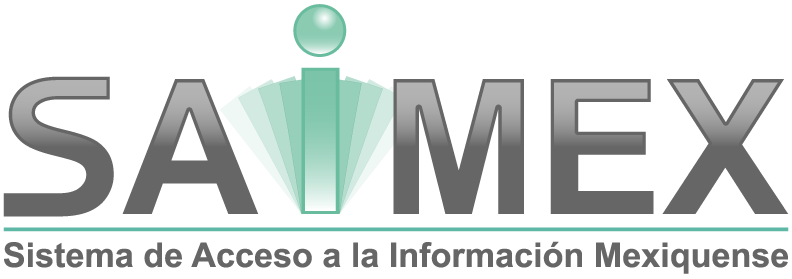 SAiMEX
Sistema de Acceso a la Información Mexiquense